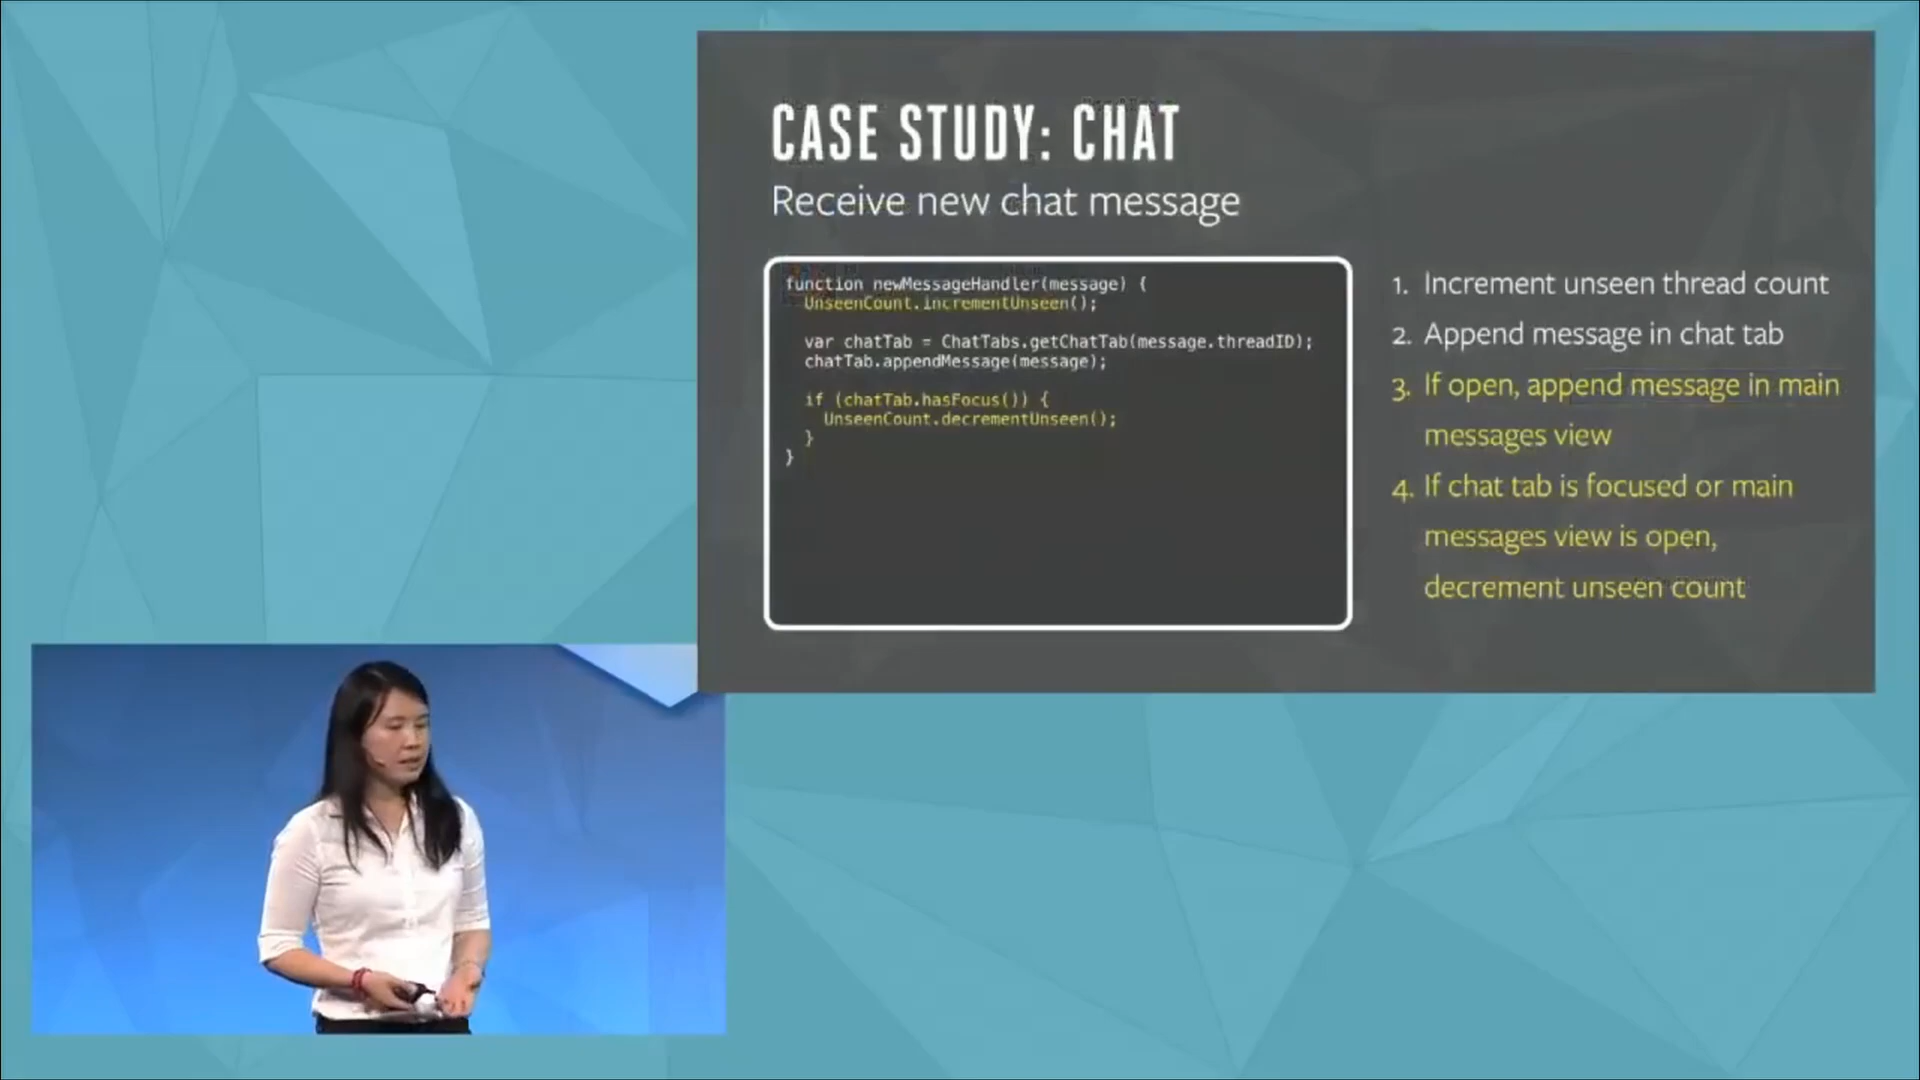 CASE STUDY: CHAT
Receive new chat message
function newMessageHandler(message) {
UnseenCount.incrementUnseen();
var chatTab = ChatTabs.getChatTab(message.threadID);
chatTab.appendMessage(message);
if (chatTab.hasFocus()) {
UnseenCount.decrementUnseen();
}
}
1. Increment unseen thread count
2. Append message in chat tab
3. If open, append message in main
messages view
4. If chat tab is focused or main
messages view is open,
decrement unseen count